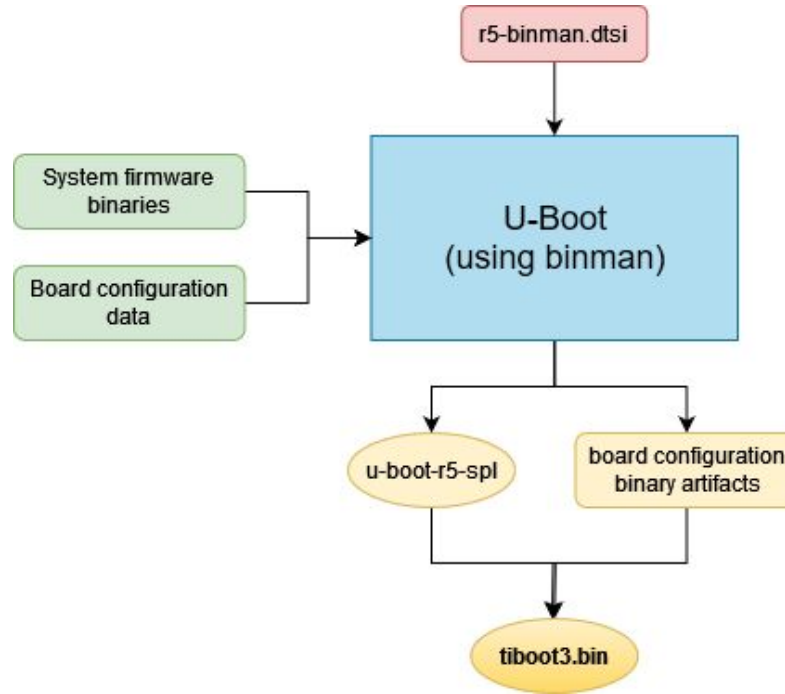 r5-binman.dtsi
System firmware
binaries
U-Boot
(using binman)
Board configuration
data
u-boot-r5-spl
board configuration
binary artifacts
tiboot3.bin